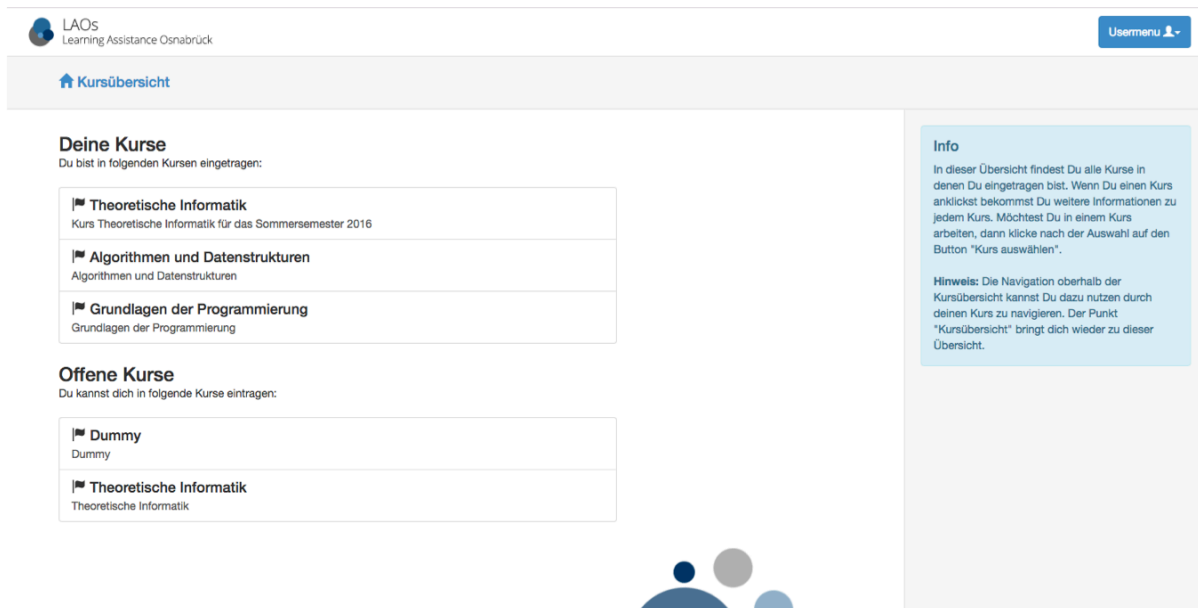 LAOs
Learning Assistance Osnabrück
Usermenu
Kursübersicht
Deine Kurse
Du bist in folgenden Kursen eingetragen:
Theoretische Informatik
Kurs Theoretische Informatik für das Sommersemester 2016
Algorithmen und Datenstrukturen
Algorithmen und Datenstrukturen
Grundlagen der Programmierung
Grundlagen der Programmierung
Offene Kurse
Du kannst dich in folgende Kurse eintragen:
Dummy
Dummy
Theoretische Informatik
Theoretische Informatik
Info
In dieser Übersicht findest Du alle Kurse in
denen Du eingetragen bist. Wenn Du einen Kurs
anklickst bekommst Du weitere Informationen zu
jedem Kurs. Möchtest Du in einem Kurs
arbeiten, dann klicke nach der Auswahl auf den
Button "Kurs auswählen".
Hinweis: Die Navigation oberhalb der
Kursübersicht kannst Du dazu nutzen durch
deinen Kurs zu navigieren. Der Punkt
"Kursübersicht" bringt dich wieder zu dieser
Übersicht.